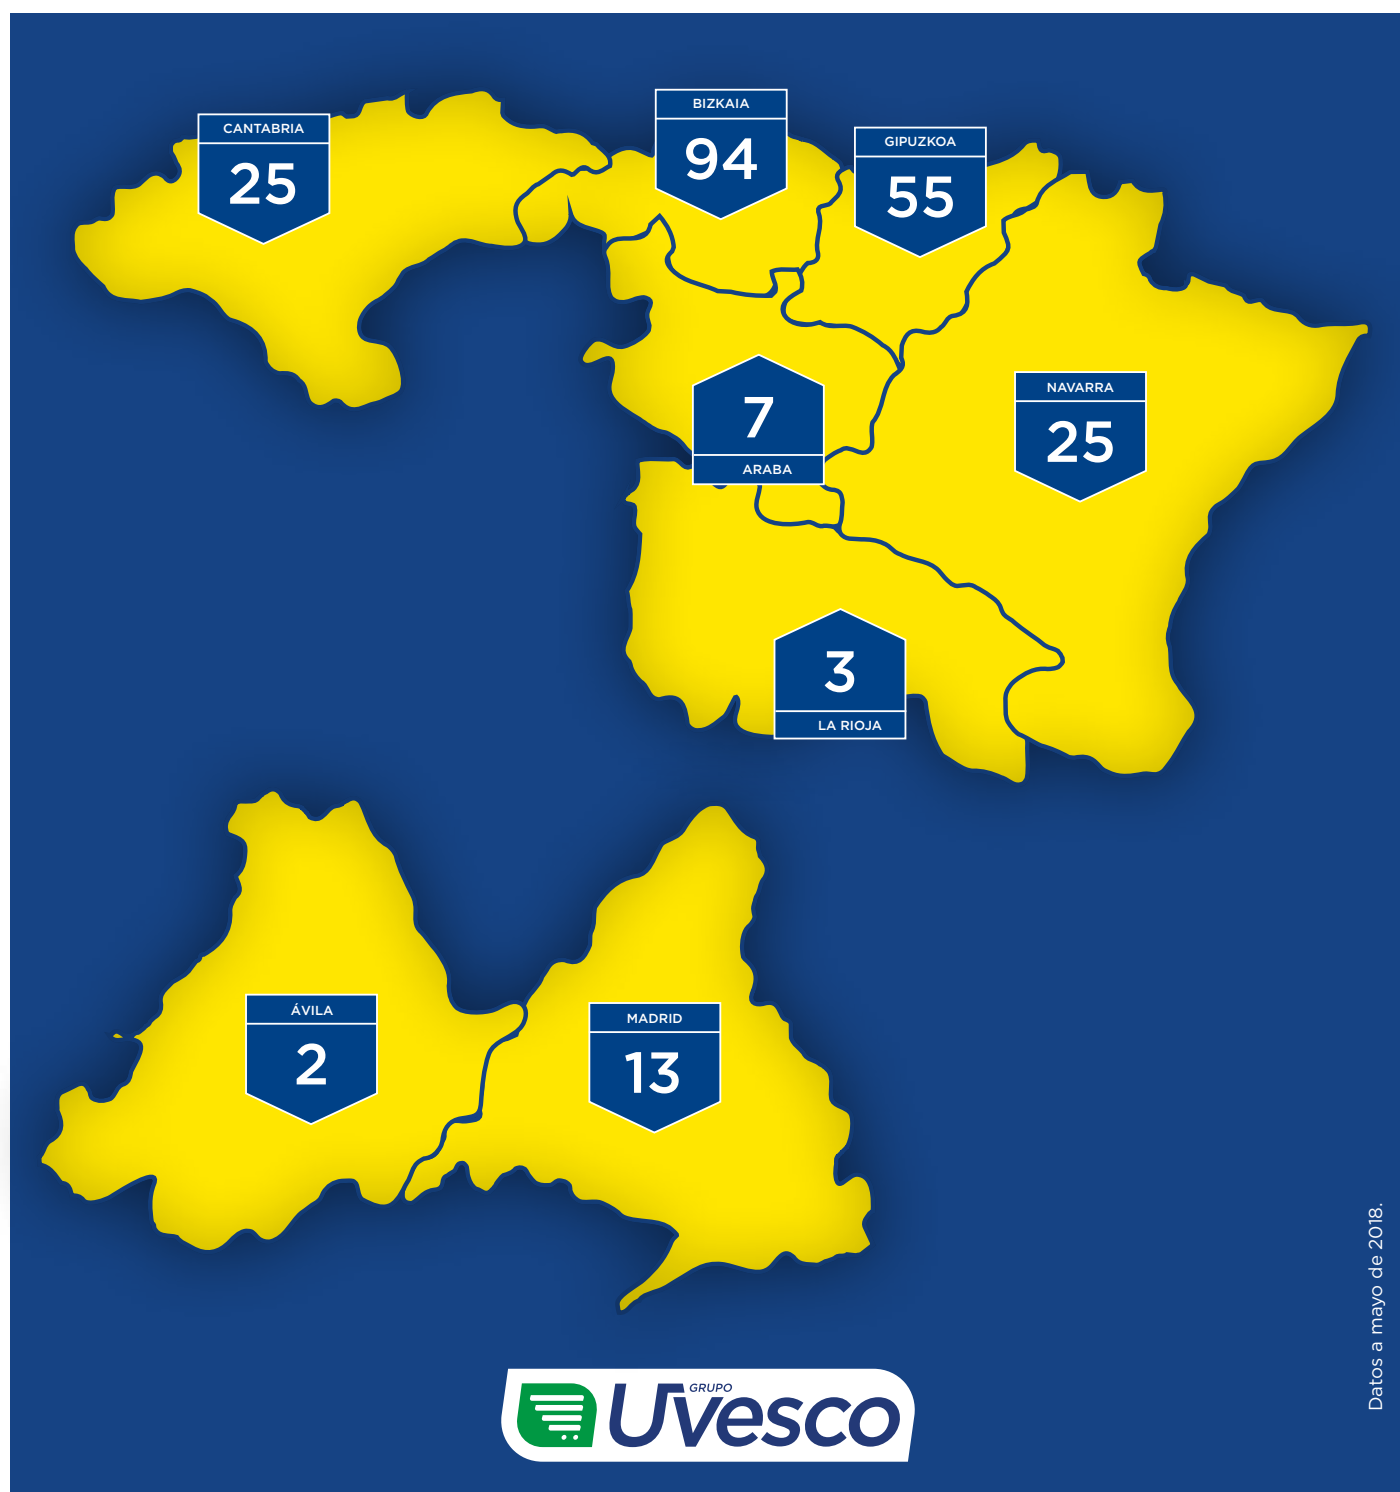 BIZKAIA
94
CANTABRIA
25
GIPUZKOA
55
NAVARRA
25
7
ARABA
3
LA RIOJA
ÁVILA
2
MADRID
13
Datos a mayo de 2018.
GRUPO
Uvesco